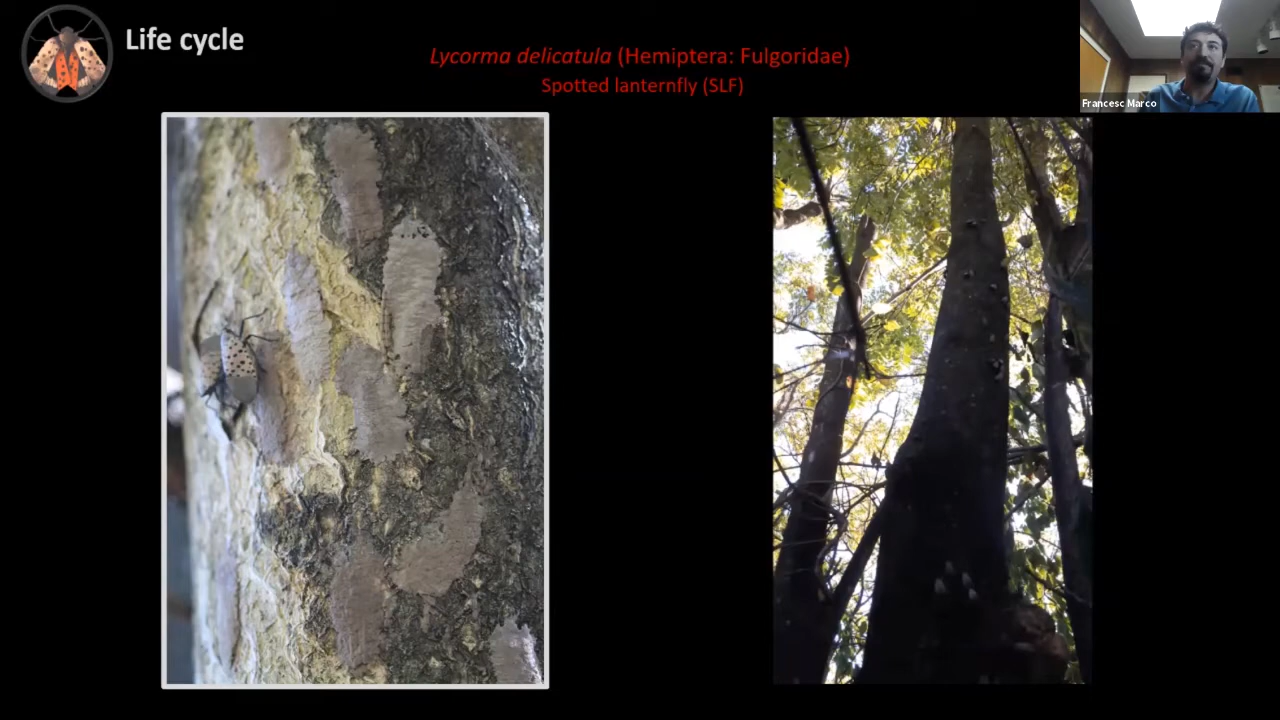 Life cycle
Lycorma delicatula (Hemiptera: Fulgoridae)
Spotted lanternfly (SLF)
Francesc Marco